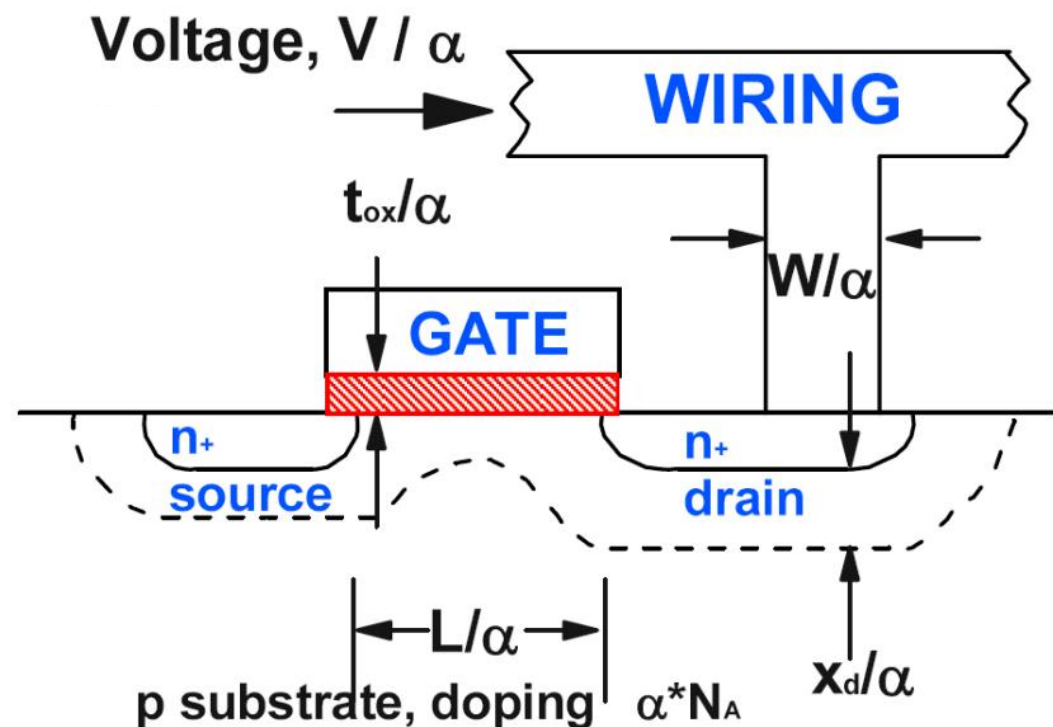 Voltage, V / α
WIRING
tox/α
W/α
GATE
n+
source
n+
drain
L/α
xd/α
p substrate, doping α*NA